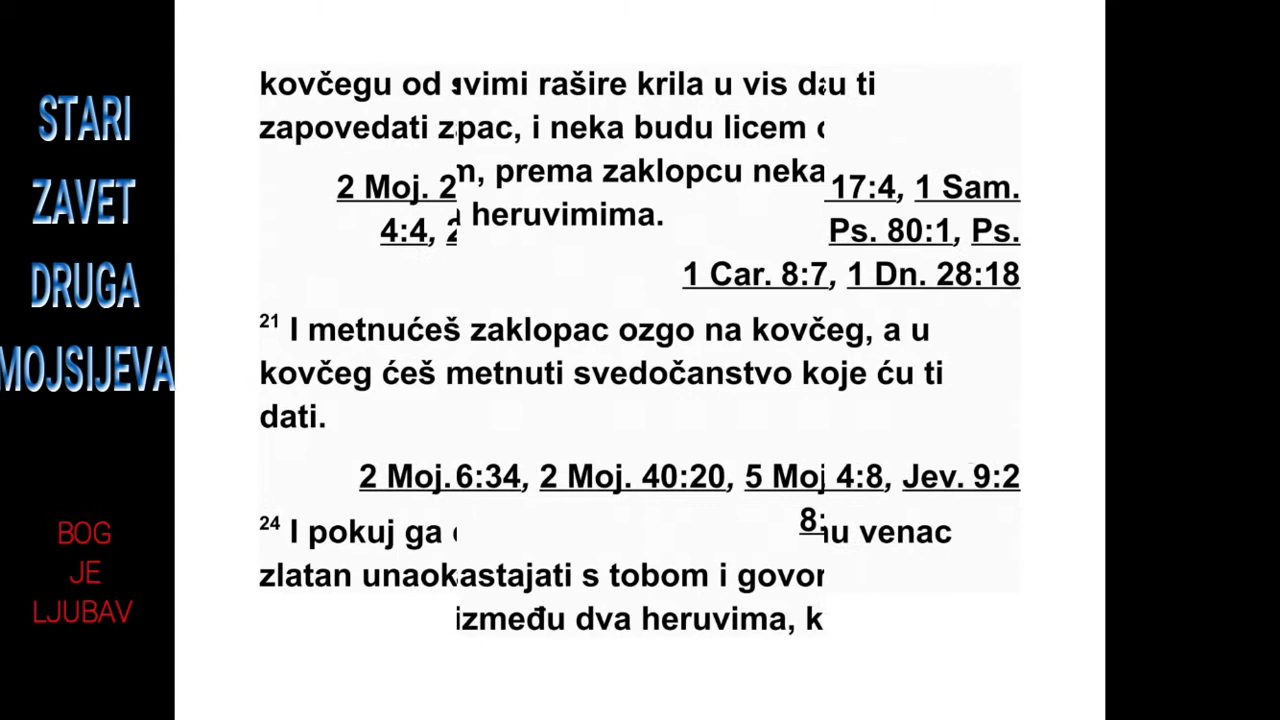 STARI
ZAVET
DRUGA
MOJSIJEVA
BOG
JE
LJUBAV
kovčegu od svimi rašire krila u vis ti
zapovedati pac, i neka budu licem
prema zaklopcu neka
2 Moj. 17:4, 1 Sam.
heruvimima.
4:4, Ps. 80:1, Ps.
1 Car. 8:7, 1 Dn. 28:18
21 I metnućeš zaklopac ozgo na kovčeg, a u
kovčeg ćeš metnuti svedočanstvo koje ću ti
dati.
2 Moj. 6:34, 2 Moj. 40:20, 5 Moj 4:8, Jev. 9:2
24 I pokuj ga venac
zlatan unaokastajati s tobom i govor
između dva heruvima, k